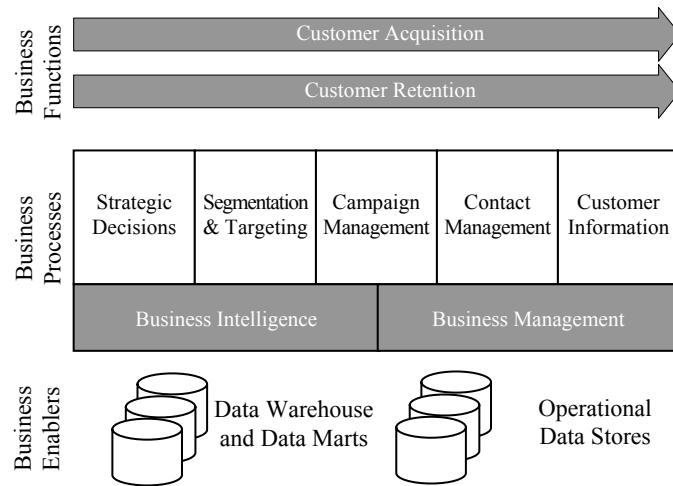 Business
Functions
Customer Acquisition
Customer Retention
Business
Processes
Strategic
Decisions
Segmentation
& Targeting
Campaign
Management
Contact
Management
Customer
Information
Business Intelligence
Business Management
Business
Enablers
Data Warehouse
and Data Marts
Operational
Data Stores